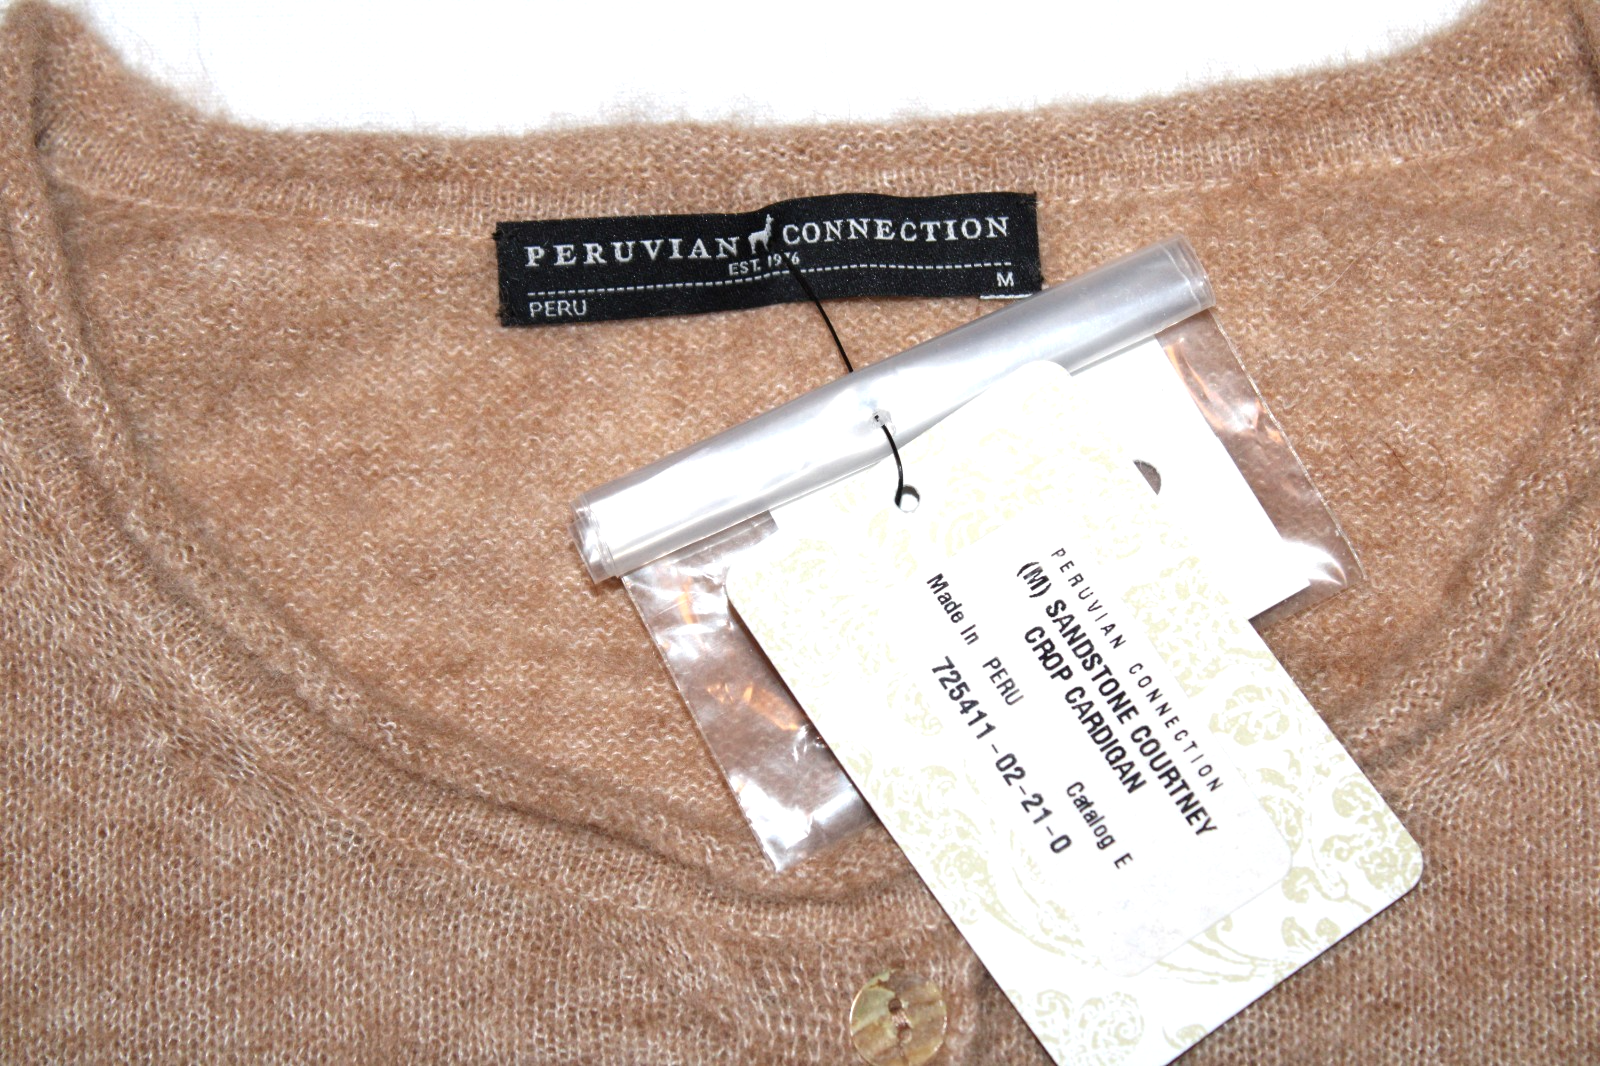 PERUVIAN CONNECTION
EST. 1976
PERU
M
PERUVIAN CONNECTION
(M) SANDSTONE COURTNEY
CROP CARDIGAN
Catalog E
Made In PERU
725411-02-21-0